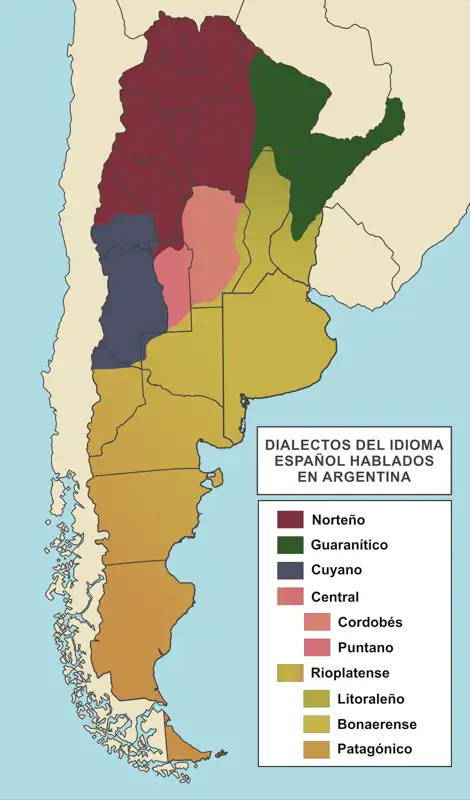 DIALECTOS DEL IDIOMA
ESPAÑOL HABLADOS
EN ARGENTINA
Norteño
Guaranítico
Cuyano
Central
Cordobés
Puntano
Rioplatense
Litoraleño
Bonaerense
Patagónico